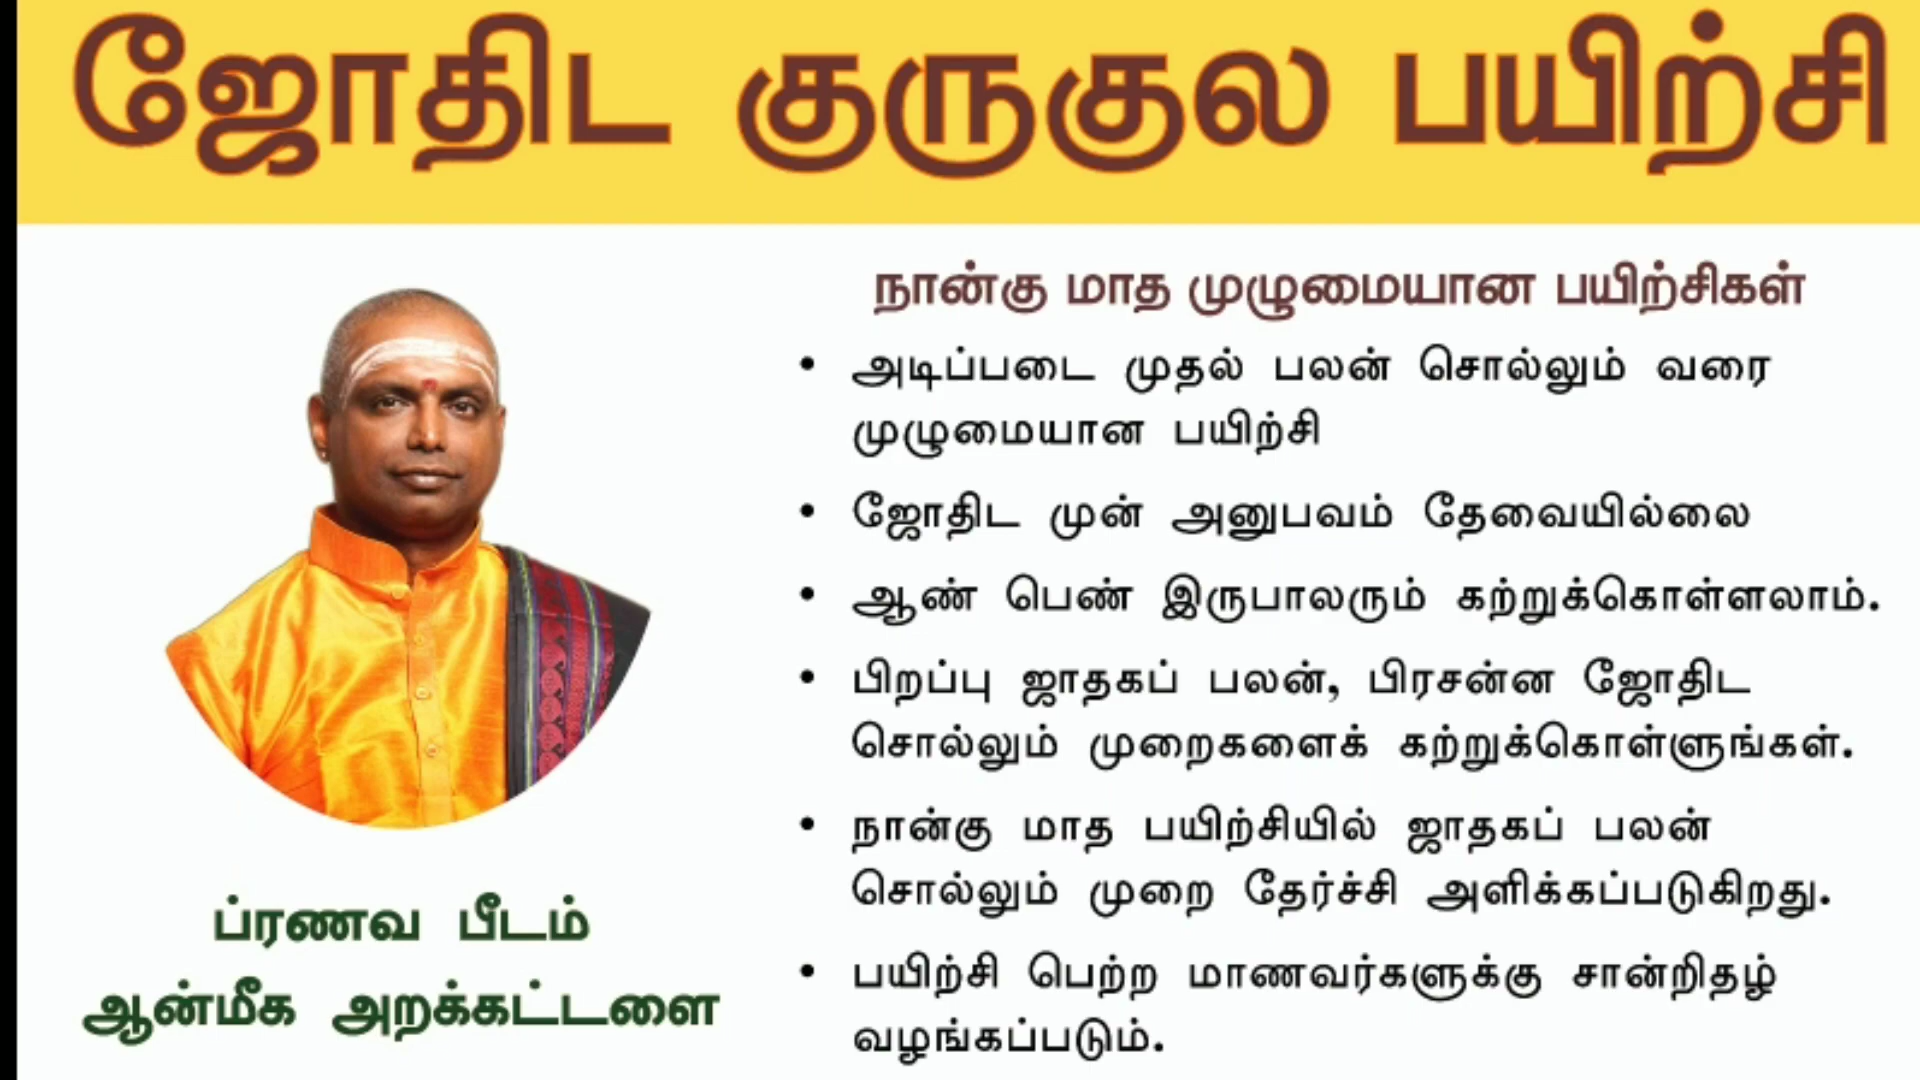 ஜோதிட குருகுல பயிற்சி
நான்கு மாத முழுமையான பயிற்சிகள்
• அடிப்படை முதல் பலன் சொல்லும் வரை
முழுமையான பயிற்சி
• ஜோதிட முன் அனுபவம் தேவையில்லை
• ஆண் பெண் இருபாலரும் கற்றுக்கொள்ளலாம்.
• பிறப்பு ஜாதகப் பலன், பிரசன்ன ஜோதிட
சொல்லும் முறைகளைக் கற்றுக்கொள்ளுங்கள்.
• நான்கு மாத பயிற்சியில் ஜாதகப் பலன்
சொல்லும் முறை தேர்ச்சி அளிக்கப்படுகிறது.
• பயிற்சி பெற்ற மாணவர்களுக்கு சான்றிதழ்
வழங்கப்படும்.
ப்ரணவ பீடம்
ஆன்மீக அறக்கட்டளை